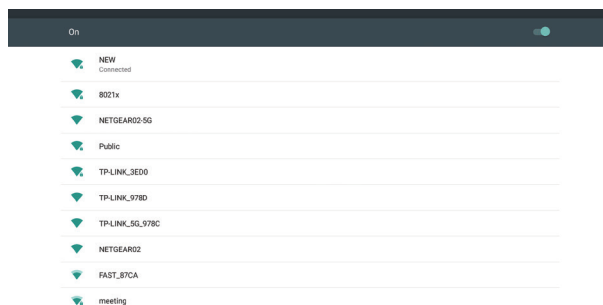 On
NEW
Connected
8021x
NETGEAR02-5G
Public
TP-LINK_3ED0
TP-LINK_978D
TP-LINK_5G_978C
NETGEAR02
FAST_87CA
meeting